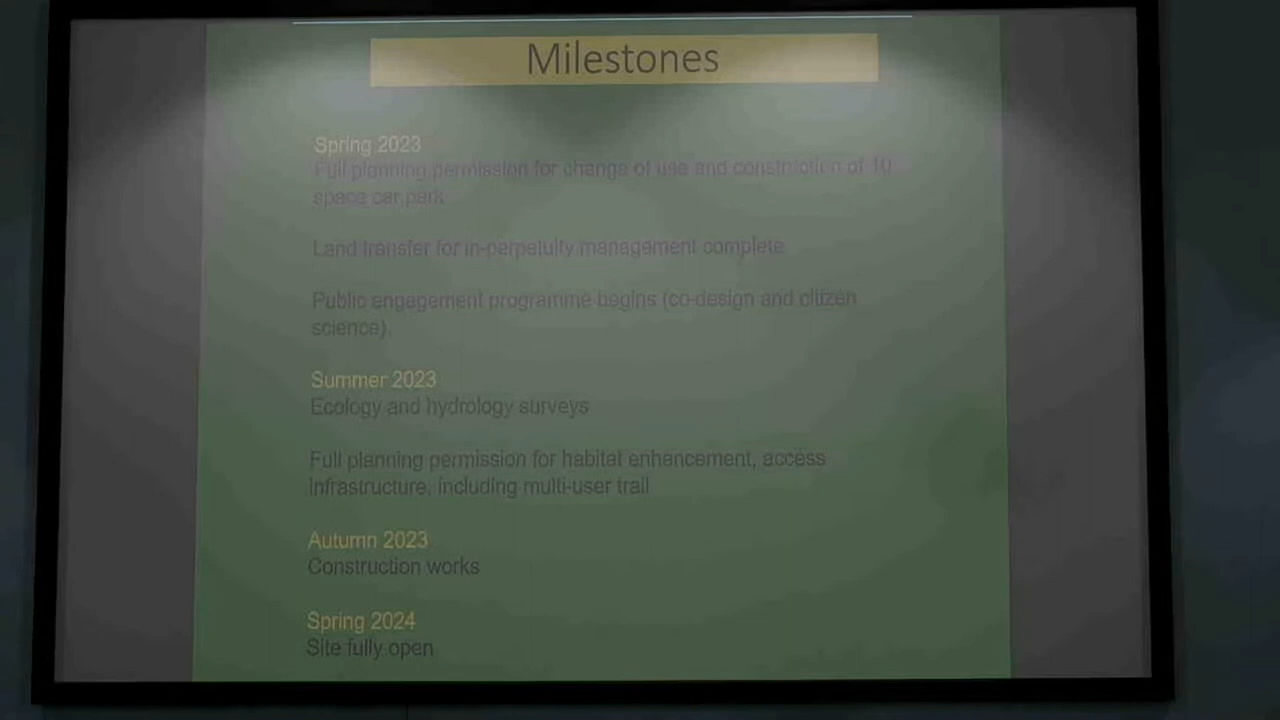 Milestones
Spring 2023
Full planning permission for change of use and constriction of 10
space car park
Land transfer for in-perpetuity management complete
Public engagement programme begins (co-design and citizen
science)
Summer 2023
Ecology and hydrology surveys
Full planning permission for habitat enhancement, access
infrastructure, including multi-user trail
Autumn 2023
Construction works
Spring 2024
Site fully open